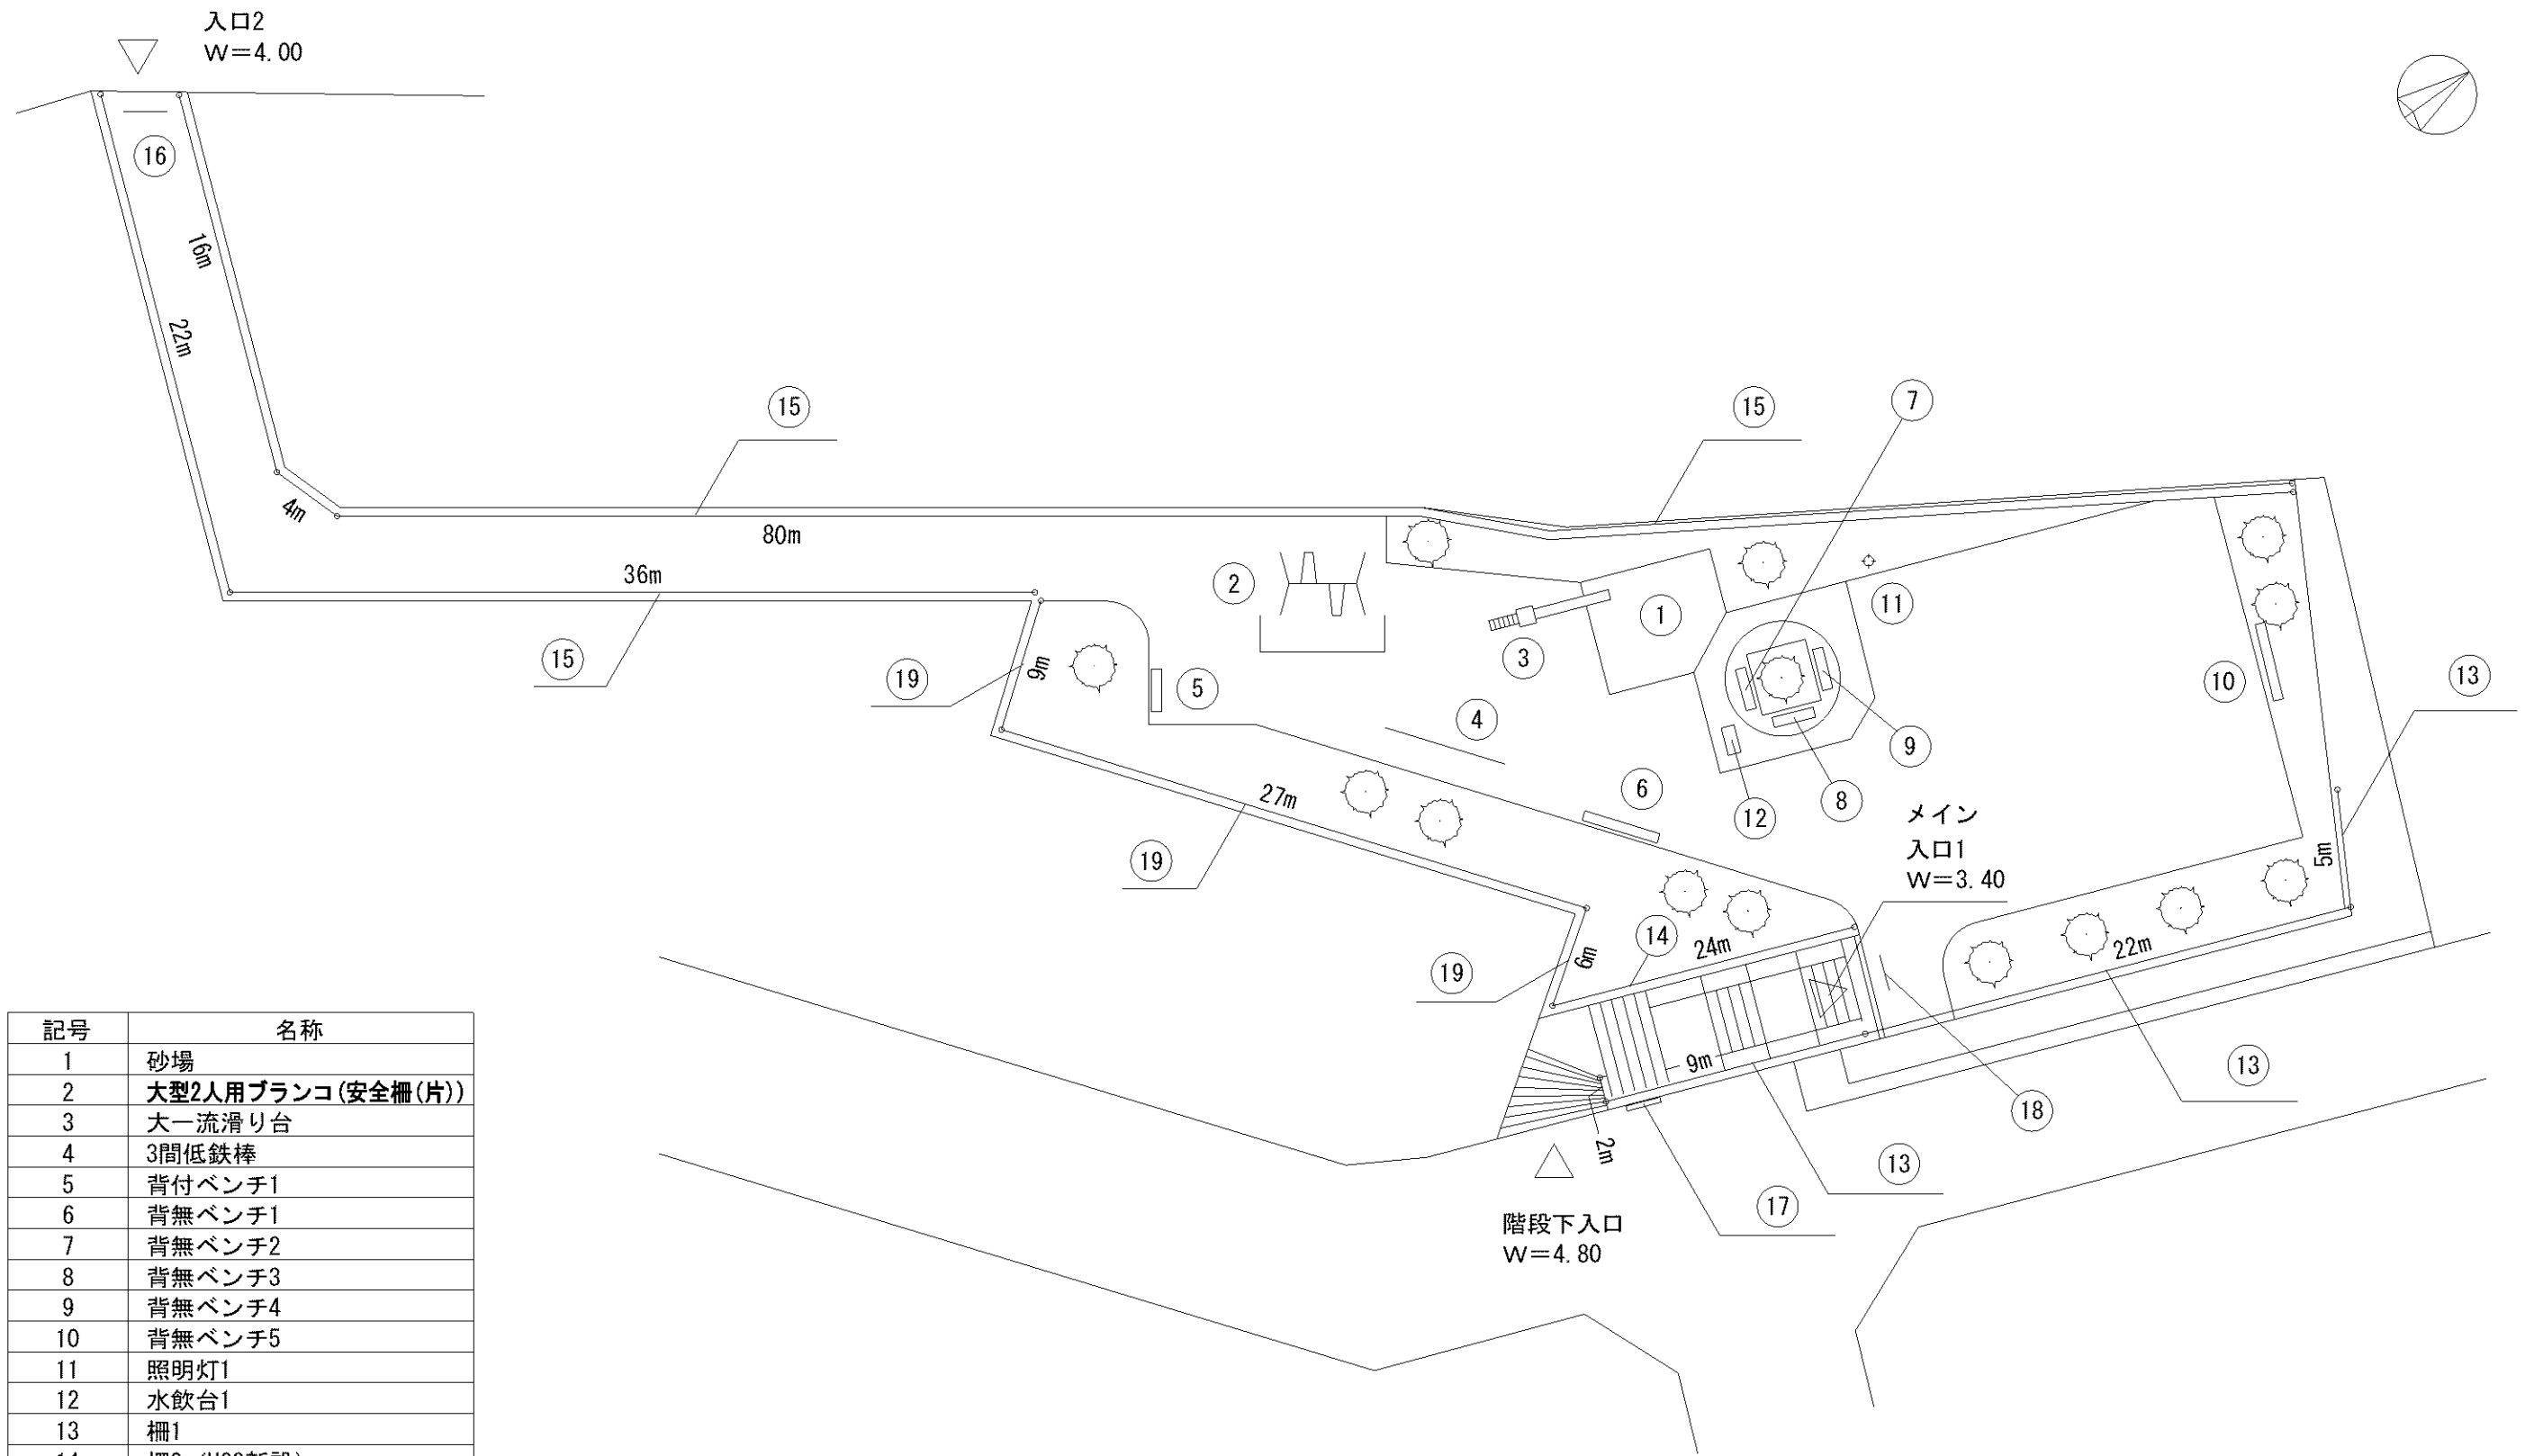 入口2
W=4.00
16
16m
22m
4m
15
80m
36m
15
15
7
2
1
11
3
19
9m
5
4
10
13
9
6
8
12
メイン
入口1
W=3.40
27m
19
5m
14
24m
22m
19
6m
9m
13
18
2m
13
17
階段下入口
W=4.80
記号 名称
1 砂場
2 大型2人用ブランコ(安全柵(片))
3 大一流滑り台
4 3間低鉄棒
5 背付ベンチ1
6 背無ベンチ1
7 背無ベンチ2
8 背無ベンチ3
9 背無ベンチ4
10 背無ベンチ5
11 照明灯1
12 水飲台1
13 柵1